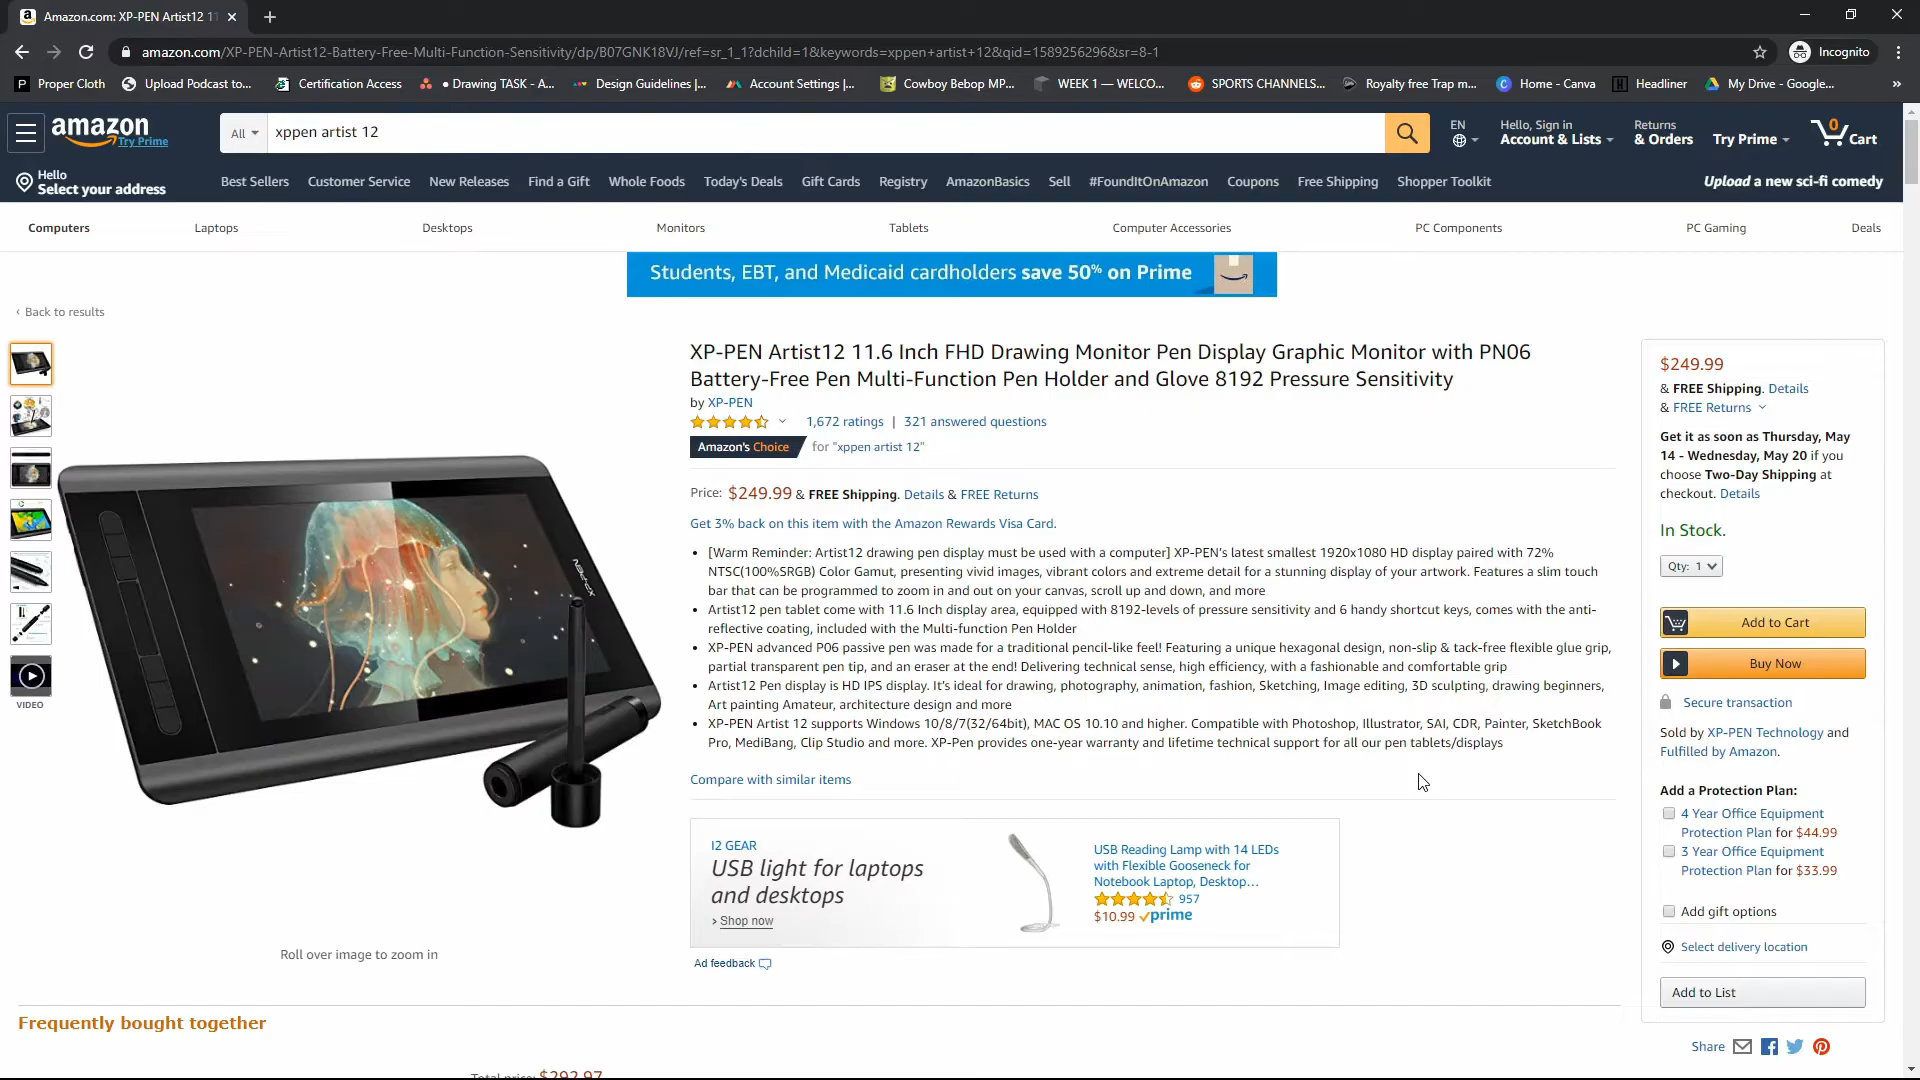 Amazon.com: XP-PEN Artist12 11
amazon.com/XP-PEN-Artist12-Battery-Free-Multi-Function-Sensitivity/dp/B07GNK18VJ/ref=sr_1_1?dchild=1&keywords=xppen+artist+12&qid=1589256296&sr=8-1
Incognito
Proper Cloth
Upload Podcast to...
Certification Access
● Drawing TASK - A...
Design Guidelines |...
Account Settings |...
Cowboy Bebop MP...
WEEK 1 — WELCO...
SPORTS CHANNELS...
Royalty free Trap m...
Home - Canva
Headliner
My Drive - Google...
amazon
Try Prime
All
xppen artist 12
EN
Hello, Sign in
Account & Lists
Returns
& Orders
Try Prime
0
Cart
Hello
Select your address
Best Sellers
Customer Service
New Releases
Find a Gift
Whole Foods
Today's Deals
Gift Cards
Registry
AmazonBasics
Sell
#FoundItOnAmazon
Coupons
Free Shipping
Shopper Toolkit
Upload a new sci-fi comedy
Computers
Laptops
Desktops
Monitors
Tablets
Computer Accessories
PC Components
PC Gaming
Deals
Students, EBT, and Medicaid cardholders save 50% on Prime
‹ Back to results
VIDEO
XP-PEN
Roll over image to zoom in
XP-PEN Artist12 11.6 Inch FHD Drawing Monitor Pen Display Graphic Monitor with PN06
Battery-Free Pen Multi-Function Pen Holder and Glove 8192 Pressure Sensitivity
by XP-PEN
1,672 ratings | 321 answered questions
Amazon's Choice for "xppen artist 12"
Price: $249.99 & FREE Shipping. Details & FREE Returns
Get 3% back on this item with the Amazon Rewards Visa Card.
• [Warm Reminder: Artist12 drawing pen display must be used with a computer] XP-PEN's latest smallest 1920x1080 HD display paired with 72%
NTSC(100%SRGB) Color Gamut, presenting vivid images, vibrant colors and extreme detail for a stunning display of your artwork. Features a slim touch
bar that can be programmed to zoom in and out on your canvas, scroll up and down, and more
• Artist12 pen tablet come with 11.6 Inch display area, equipped with 8192-levels of pressure sensitivity and 6 handy shortcut keys, comes with the anti-
reflective coating, included with the Multi-function Pen Holder
• XP-PEN advanced P06 passive pen was made for a traditional pencil-like feel! Featuring a unique hexagonal design, non-slip & tack-free flexible glue grip,
partial transparent pen tip, and an eraser at the end! Delivering technical sense, high efficiency, with a fashionable and comfortable grip
• Artist12 Pen display is HD IPS display. It's ideal for drawing, photography, animation, fashion, Sketching, Image editing, 3D sculpting, drawing beginners,
Art painting Amateur, architecture design and more
• XP-PEN Artist 12 supports Windows 10/8/7(32/64bit), MAC OS 10.10 and higher. Compatible with Photoshop, Illustrator, SAI, CDR, Painter, SketchBook
Pro, MediBang, Clip Studio and more. XP-Pen provides one-year warranty and lifetime technical support for all our pen tablets/displays
Compare with similar items
I2 GEAR
USB light for laptops
and desktops
› Shop now
USB Reading Lamp with 14 LEDs
with Flexible Gooseneck for
Notebook Laptop, Desktop...
957
$10.99 prime
Ad feedback
$249.99
& FREE Shipping. Details
& FREE Returns
Get it as soon as Thursday, May
14 - Wednesday, May 20 if you
choose Two-Day Shipping at
checkout. Details
In Stock.
Qty: 1
Add to Cart
Buy Now
Secure transaction
Sold by XP-PEN Technology and
Fulfilled by Amazon.
Add a Protection Plan:
4 Year Office Equipment
Protection Plan for $44.99
3 Year Office Equipment
Protection Plan for $33.99
Add gift options
Select delivery location
Add to List
Share
Frequently bought together
Total price: $292.97